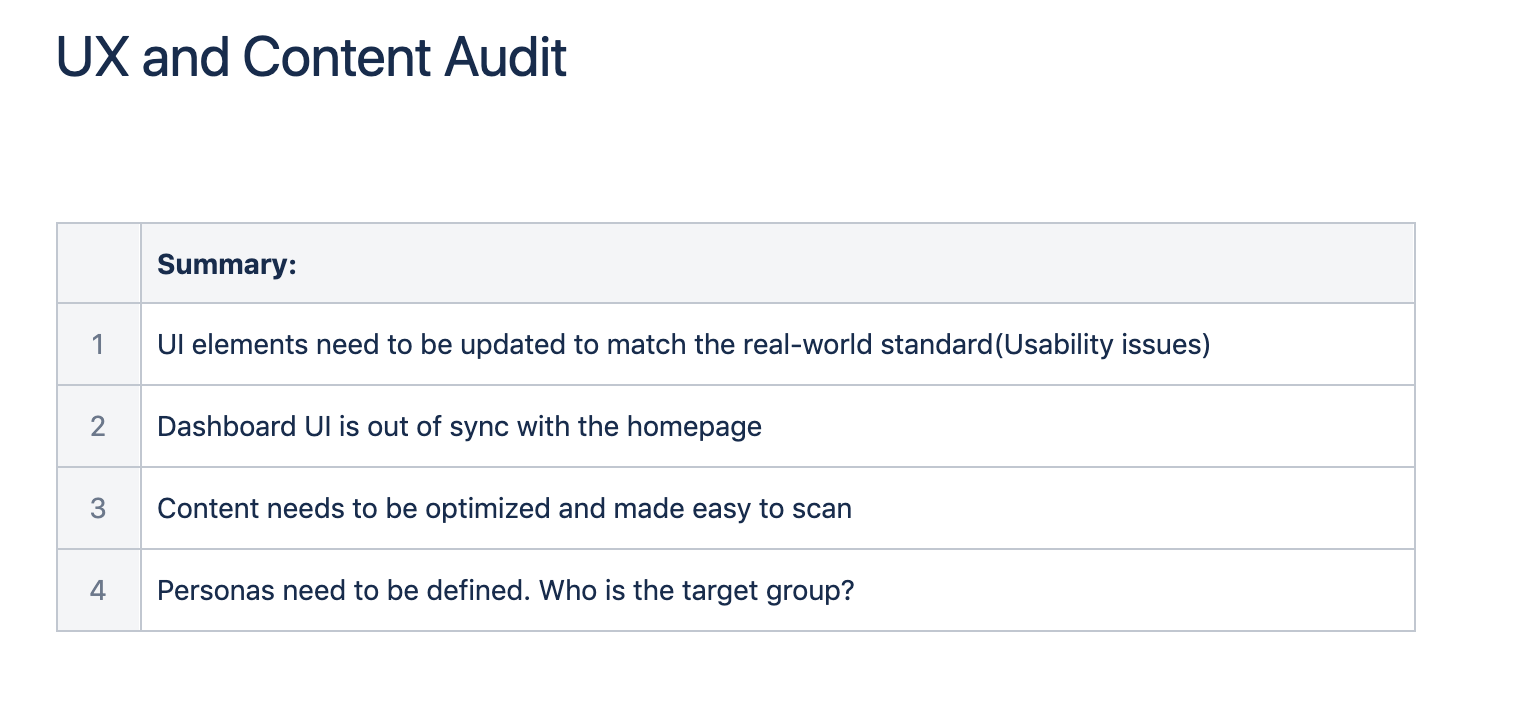 UX and Content Audit
Summary:
1 UI elements need to be updated to match the real-world standard(Usability issues)
2 Dashboard UI is out of sync with the homepage
3 Content needs to be optimized and made easy to scan
4 Personas need to be defined. Who is the target group?